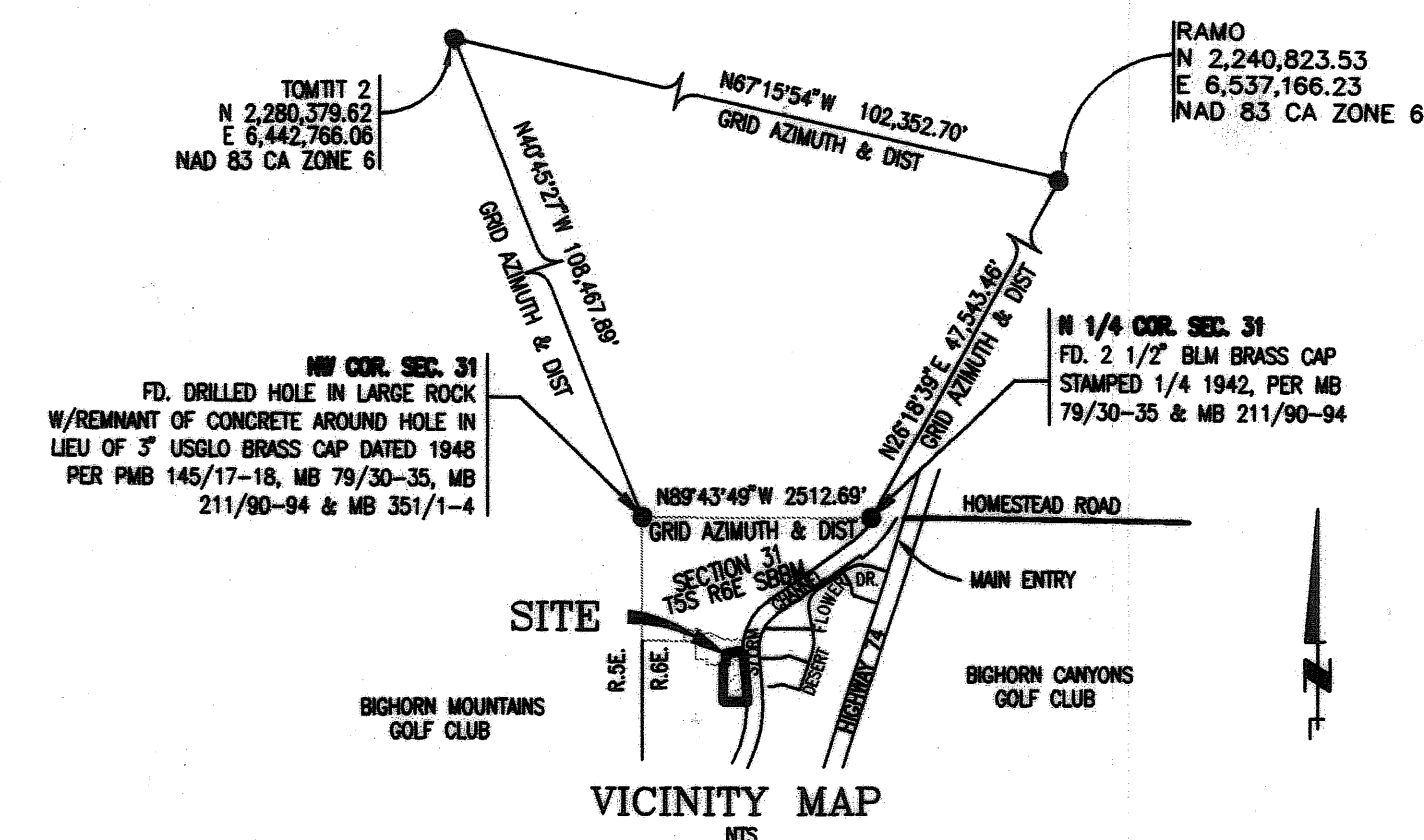 TOMTIT 2
N 2,280,379.62
E 6,442,766.06
NAD 83 CA ZONE 6
RAMO
N 2,240,823.53
E 6,537,166.23
NAD 83 CA ZONE 6
N67°15'54"W 102,352.70'
GRID AZIMUTH & DIST
N40°45'27"W 108,467.89'
GRID AZIMUTH & DIST
N26°18'39"E 47,543.46'
GRID AZIMUTH & DIST
NW COR. SEC. 31
FD. DRILLED HOLE IN LARGE ROCK
W/REMNANT OF CONCRETE AROUND HOLE IN
LIEU OF 3" USGLO BRASS CAP DATED 1948
PER PMB 145/17-18, MB 79/30-35, MB
211/90-94 & MB 351/1-4
N 1/4 COR. SEC. 31
FD. 2 1/2" BLM BRASS CAP
STAMPED 1/4 1942, PER MB
79/30-35 & MB 211/90-94
N89°43'49"W 2512.69'
GRID AZIMUTH & DIST
HOMESTEAD ROAD
SECTION 31
T5S R6E SBBM
MAIN ENTRY
SITE
STORM CHANNEL
DESERT FLOWER DR.
HIGHWAY 74
R.5E.
R.6E.
BIGHORN MOUNTAINS
GOLF CLUB
BIGHORN CANYONS
GOLF CLUB
N
VICINITY MAP
NTS